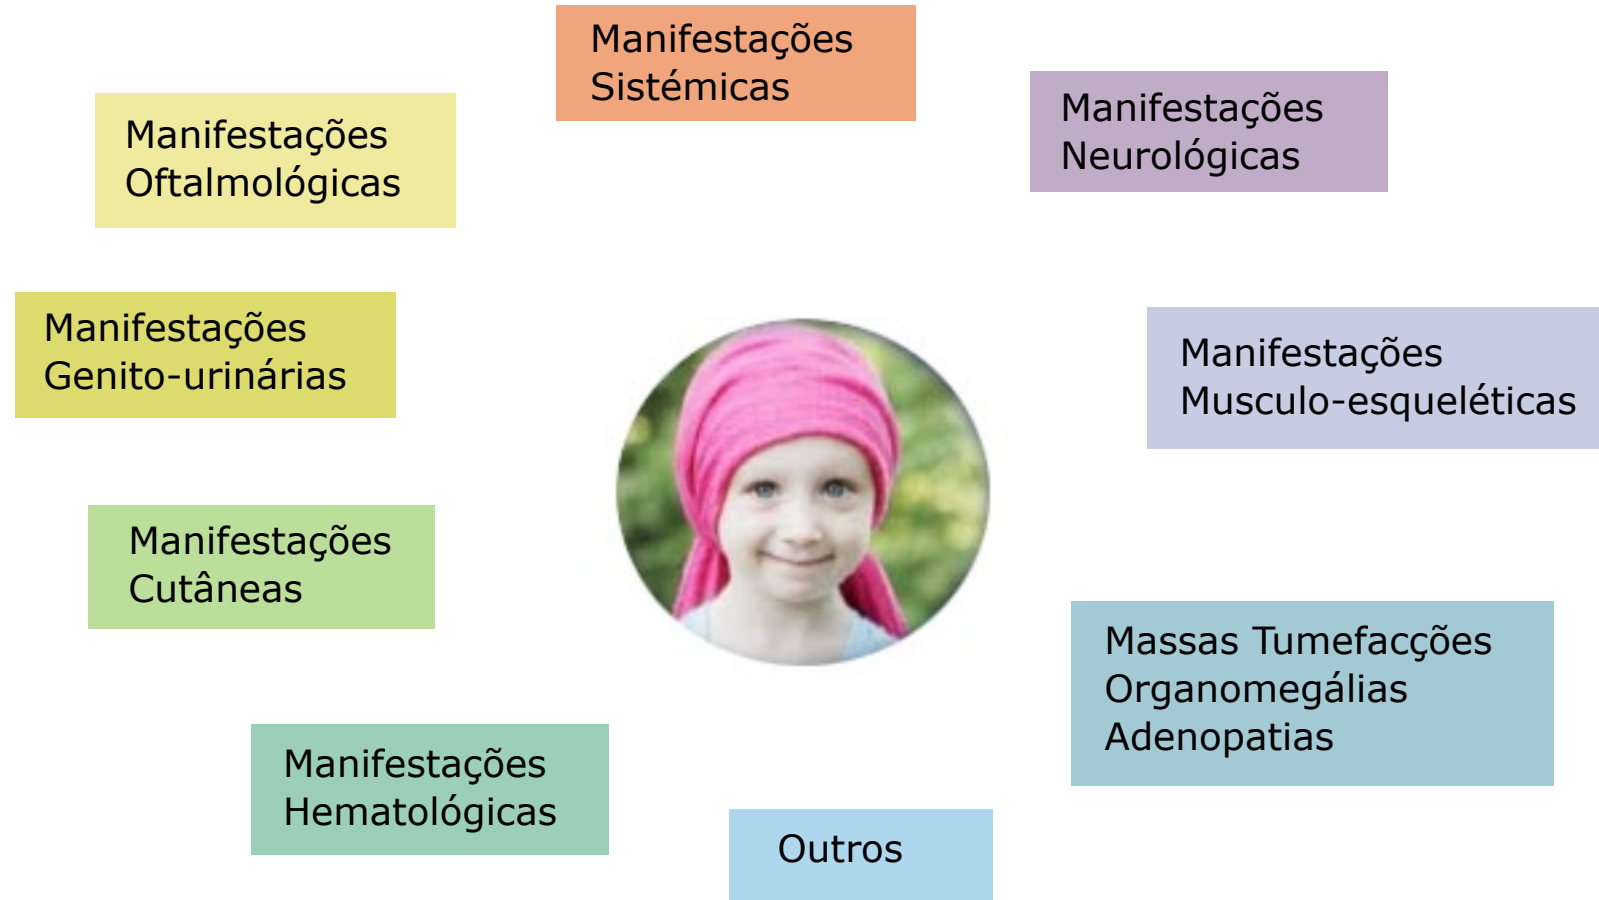 Manifestações
Sistémicas
Manifestações
Neurológicas
Manifestações
Oftalmológicas
Manifestações
Genito-urinárias
Manifestações
Musculo-esqueléticas
Manifestações
Cutâneas
Massas Tumefacções
Organomegálias
Adenopatias
Manifestações
Hematológicas
Outros